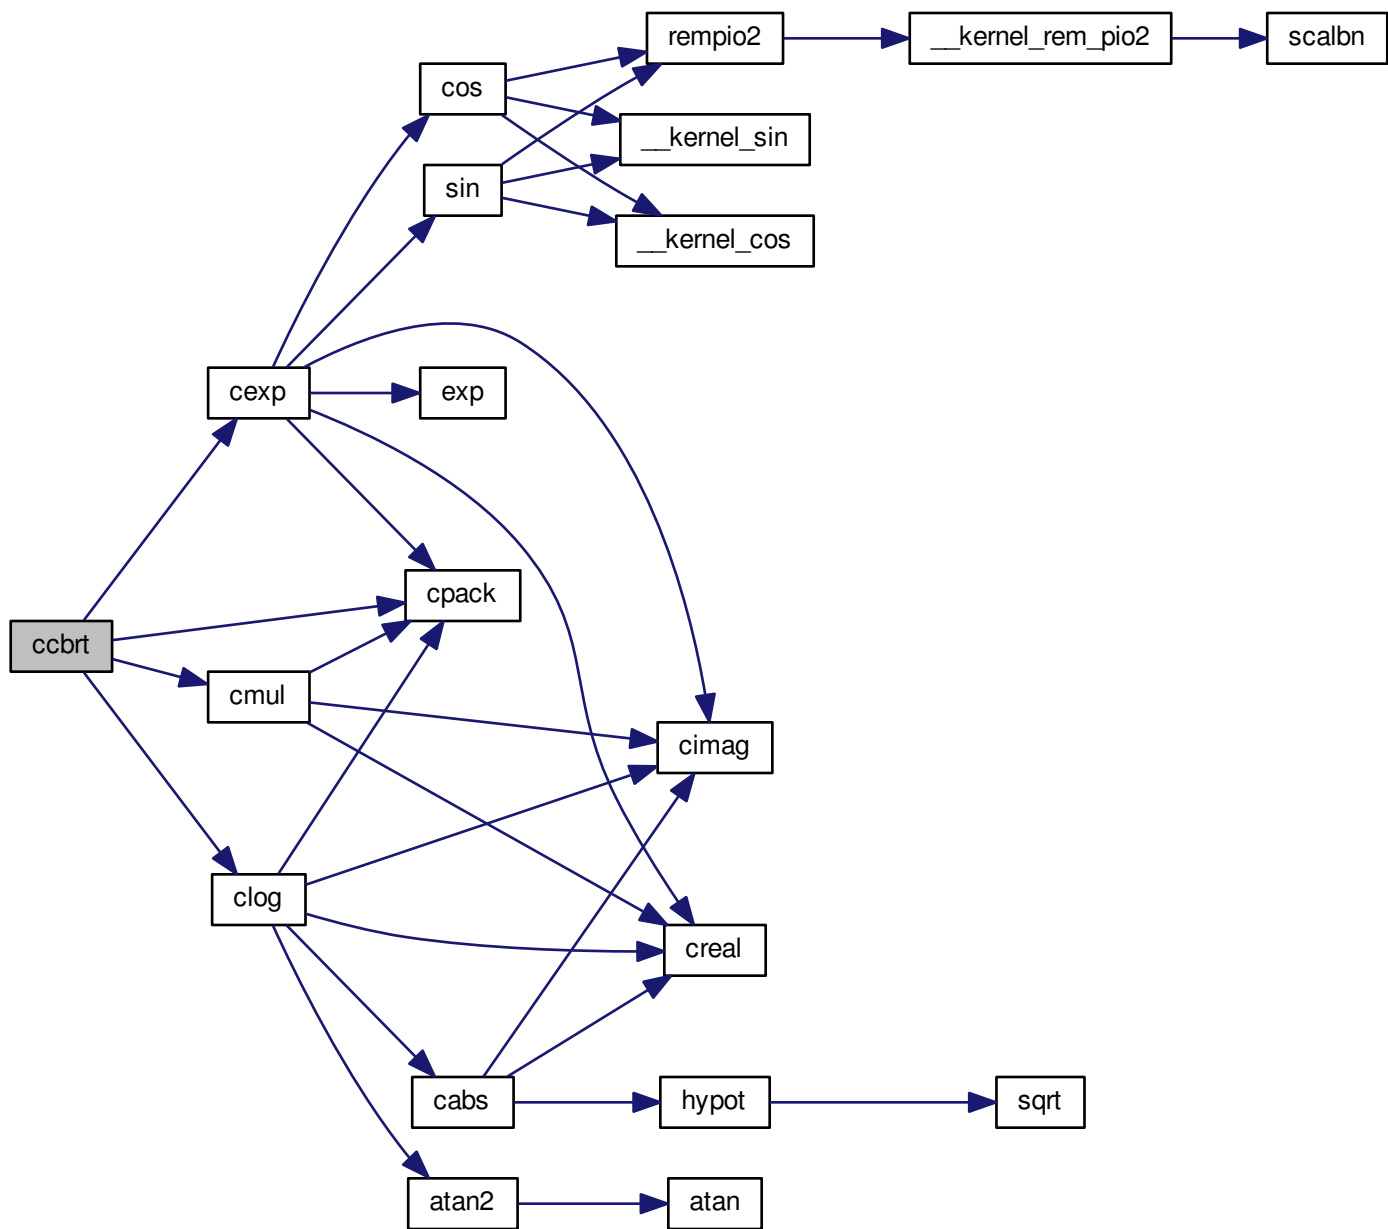 rempio2
__kernel_rem_pio2
scalbn
cos
__kernel_sin
sin
__kernel_cos
cexp
exp
cpack
ccbrt
cmul
cimag
clog
creal
cabs
hypot
sqrt
atan2
atan